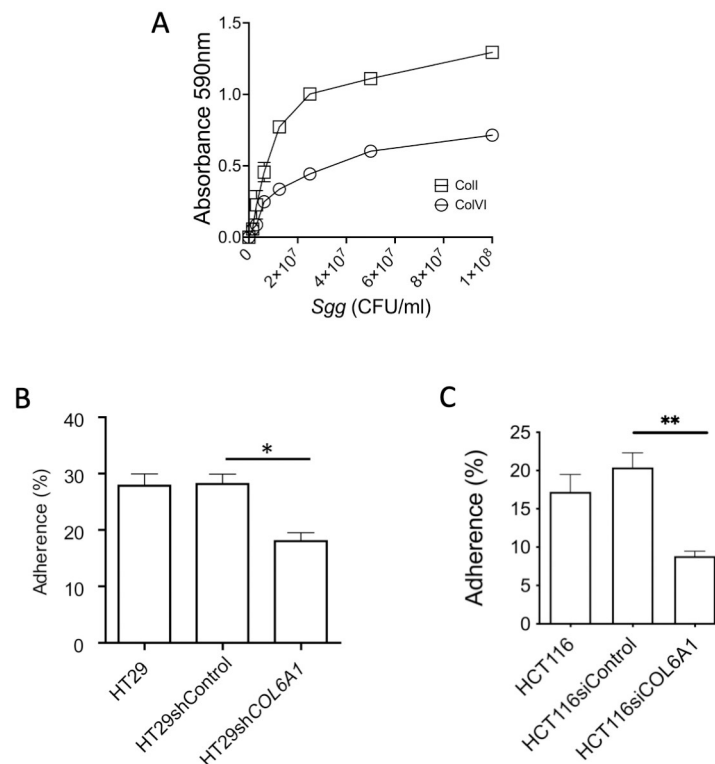 A
Absorbance 590nm
1.5
1.0
0.5
0.0
0
2×10⁷
4×10⁷
6×10⁷
8×10⁷
1×10⁸
Sgg (CFU/ml)
ColI
ColVI
B
Adherence (%)
40
30
20
10
0
*
HT29
HT29shControl
HT29shCOL6A1
C
Adherence (%)
25
20
15
10
5
0
**
HCT116
HCT116siControl
HCT116siCOL6A1